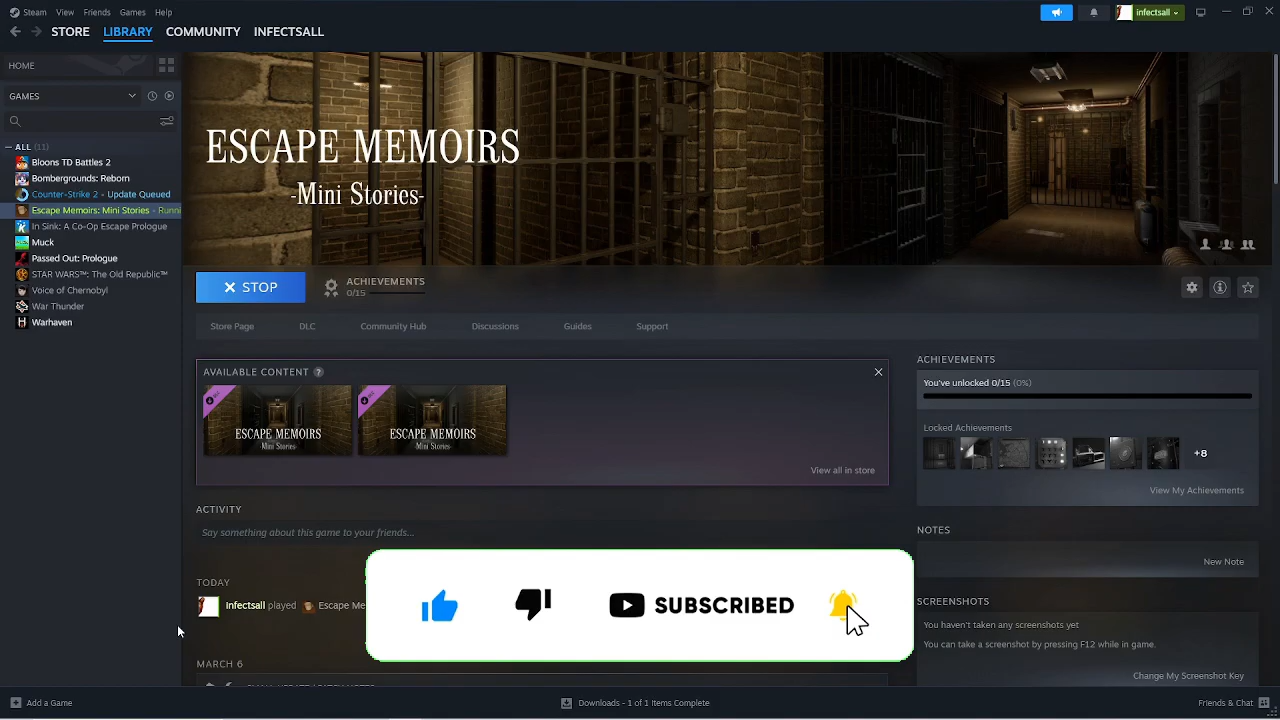 Steam View Friends Games Help
infectsall
STORE LIBRARY COMMUNITY INFECTSALL
HOME
GAMES
ALL (11)
Bloons TD Battles 2
Bombergrounds: Reborn
Counter-Strike 2 - Update Queued
Escape Memoirs: Mini Stories - Runni
In Sink: A Co-Op Escape Prologue
Muck
Passed Out: Prologue
STAR WARS™: The Old Republic™
Voice of Chernobyl
War Thunder
Warhaven
ESCAPE MEMOIRS
-Mini Stories-
STOP
ACHIEVEMENTS
0/15
Store Page DLC Community Hub Discussions Guides Support
AVAILABLE CONTENT ?
ESCAPE MEMOIRS
-Mini Stories-
ESCAPE MEMOIRS
-Mini Stories-
View all in store
ACHIEVEMENTS
You've unlocked 0/15 (0%)
Locked Achievements
+8
View My Achievements
ACTIVITY
Say something about this game to your friends...
NOTES
New Note
TODAY
Infectsall played Escape Me
SUBSCRIBED
SCREENSHOTS
You haven't taken any screenshots yet
You can take a screenshot by pressing F12 while in game.
Change My Screenshot Key
MARCH 6
Add a Game
Downloads - 1 of 1 Items Complete
Friends & Chat